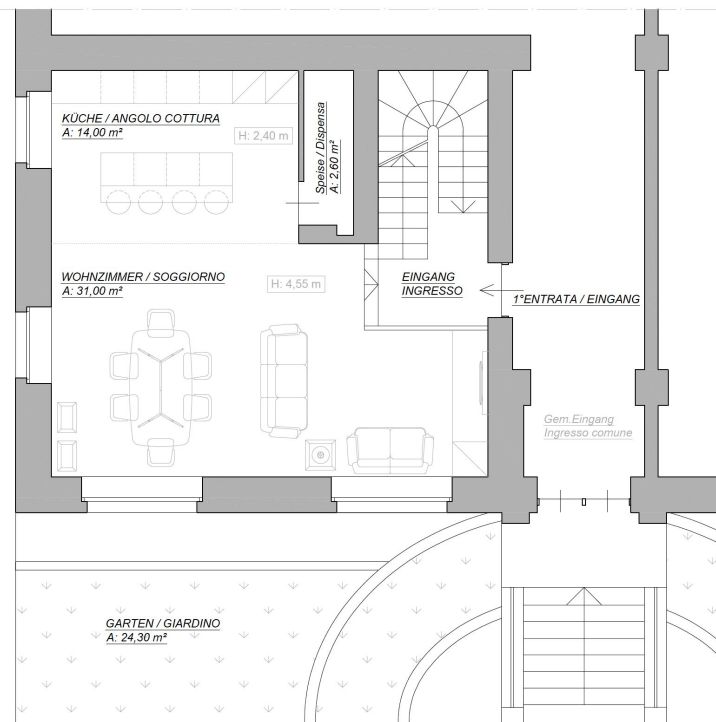 KÜCHE / ANGOLO COTTURA
A: 14,00 m²
H: 2,40 m
Speise / Dispensa
A: 2,60 m²
WOHNZIMMER / SOGGIORNO
A: 31,00 m²
H: 4,55 m
EINGANG
INGRESSO
1°ENTRATA / EINGANG
Gem.Eingang
Ingresso comune
GARTEN / GIARDINO
A: 24,30 m²